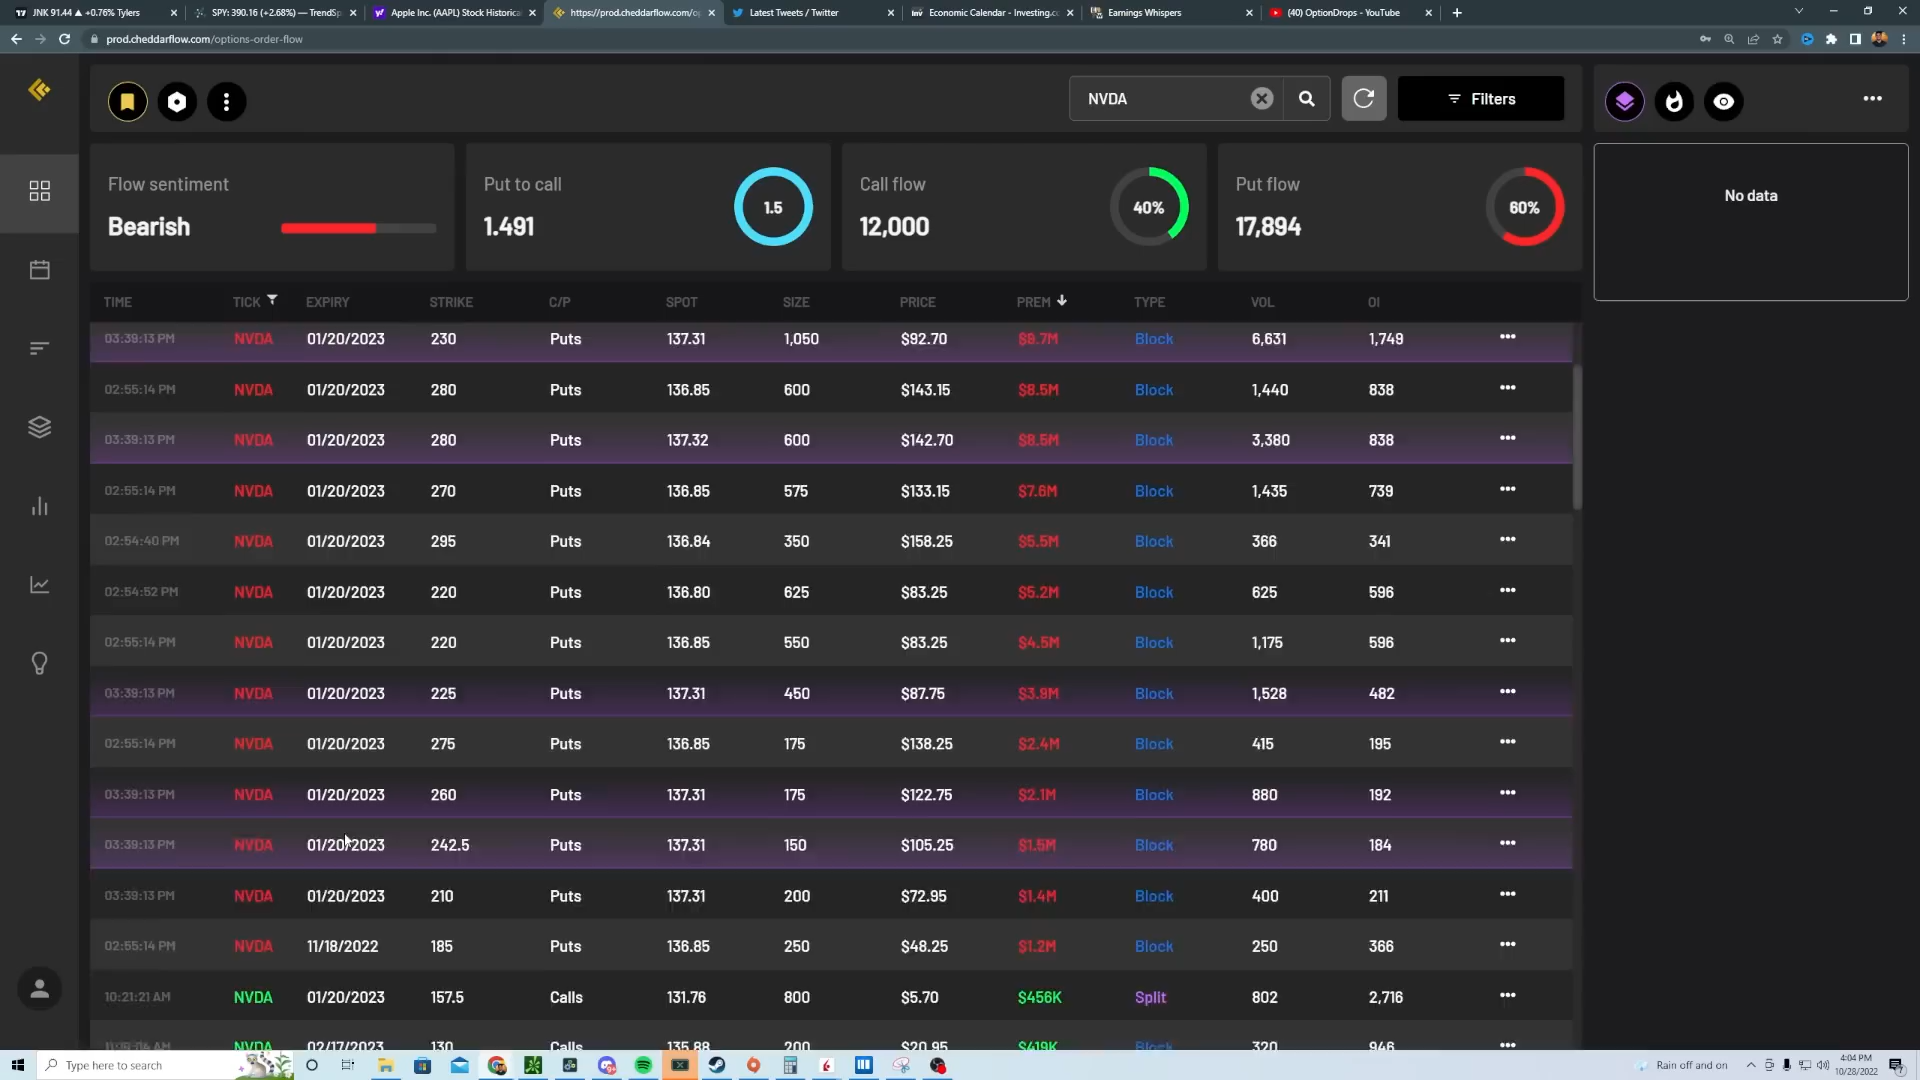 JNK 91.44 ▲ +0.76% Tylers
SPY: 390.16 (+2.68%) — TrendSp
Apple Inc. (AAPL) Stock Historica
https://prod.cheddarflow.com/op
Latest Tweets / Twitter
Economic Calendar - Investing.co
Earnings Whispers
(40) OptionDrops - YouTube
prod.cheddarflow.com/options-order-flow
NVDA
Filters
Flow sentiment
Bearish
Put to call
1.491
1.5
Call flow
12,000
40%
Put flow
17,894
60%
No data
TIME TICK EXPIRY STRIKE C/P SPOT SIZE PRICE PREM TYPE VOL OI
03:39:13 PM NVDA 01/20/2023 230 Puts 137.31 1,050 $92.70 $9.7M Block 6,631 1,749
02:55:14 PM NVDA 01/20/2023 280 Puts 136.85 600 $143.15 $8.5M Block 1,440 838
03:39:13 PM NVDA 01/20/2023 280 Puts 137.32 600 $142.70 $8.5M Block 3,380 838
02:55:14 PM NVDA 01/20/2023 270 Puts 136.85 575 $133.15 $7.6M Block 1,435 739
02:54:40 PM NVDA 01/20/2023 295 Puts 136.84 350 $158.25 $5.5M Block 366 341
02:54:52 PM NVDA 01/20/2023 220 Puts 136.80 625 $83.25 $5.2M Block 625 596
02:55:14 PM NVDA 01/20/2023 220 Puts 136.85 550 $83.25 $4.5M Block 1,175 596
03:39:13 PM NVDA 01/20/2023 225 Puts 137.31 450 $87.75 $3.9M Block 1,528 482
02:55:14 PM NVDA 01/20/2023 275 Puts 136.85 175 $138.25 $2.4M Block 415 195
03:39:13 PM NVDA 01/20/2023 260 Puts 137.31 175 $122.75 $2.1M Block 880 192
03:39:13 PM NVDA 01/20/2023 242.5 Puts 137.31 150 $105.25 $1.5M Block 780 184
03:39:13 PM NVDA 01/20/2023 210 Puts 137.31 200 $72.95 $1.4M Block 400 211
02:55:14 PM NVDA 11/18/2022 185 Puts 136.85 250 $48.25 $1.2M Block 250 366
10:21:21 AM NVDA 01/20/2023 157.5 Calls 131.76 800 $5.70 $456K Split 802 2,716
NVDA 02/17/2023 130 Calls 135.88 200 $20.95 $419K Block 320 946
Type here to search
Rain off and on
4:04 PM
10/28/2022